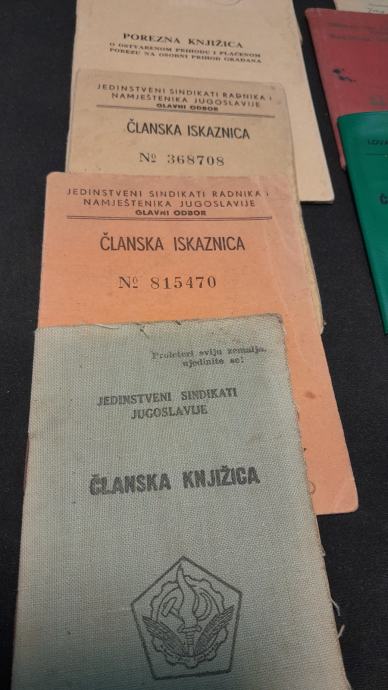 POREZNA KNJIŽICA
O OSTVARENOM PRIHODU I PLAĆENOM
POREZU NA OSOBNI PRIHOD GRAĐANA
JEDINSTVENI SINDIKATI RADNIKA I
NAMJEŠTENIKA JUGOSLAVIJE
GLAVNI ODBOR
ČLANSKA ISKAZNICA
Nº 368708
JEDINSTVENI SINDIKATI RADNIKA I
NAMJEŠTENIKA JUGOSLAVIJE
GLAVNI ODBOR
ČLANSKA ISKAZNICA
Nº 815470
Proleteri sviju zemalja,
ujedinite se!
JEDINSTVENI SINDIKATI
JUGOSLAVIJE
ČLANSKA KNJIŽICA
LOVA